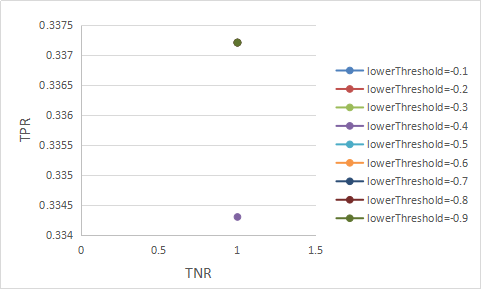 0.3375
0.337
0.3365
0.336
0.3355
0.335
0.3345
0.334
TPR
0
0.5
1
1.5
TNR
lowerThreshold=-0.1
lowerThreshold=-0.2
lowerThreshold=-0.3
lowerThreshold=-0.4
lowerThreshold=-0.5
lowerThreshold=-0.6
lowerThreshold=-0.7
lowerThreshold=-0.8
lowerThreshold=-0.9